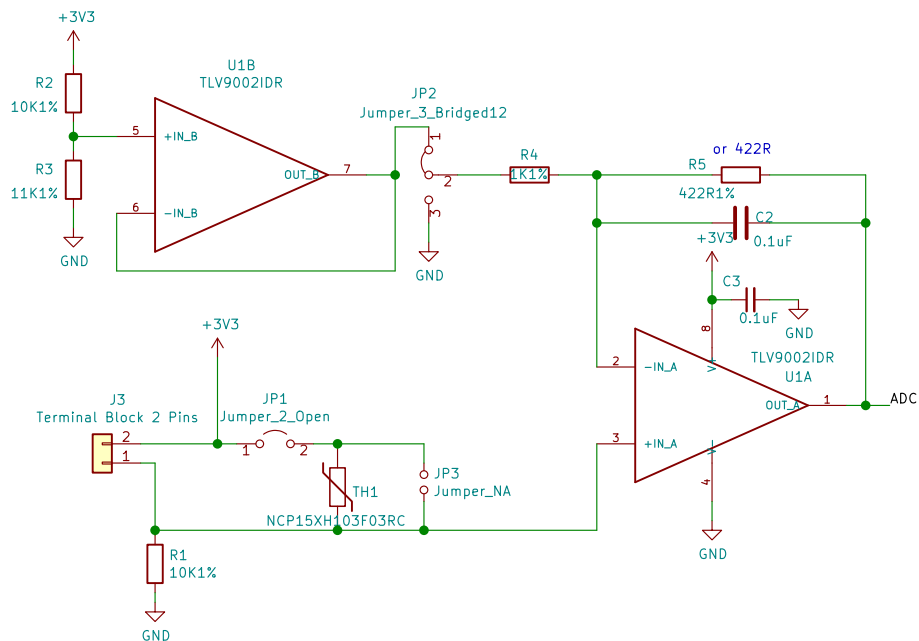 +3V3
R2
10K1%
R3
11K1%
GND
U1B
TLV9002IDR
5
+IN_B
6
-IN_B
OUT_B
7
JP2
Jumper_3_Bridged12
1
2
3
GND
R4
1K1%
or 422R
R5
422R1%
C2
0.1uF
+3V3
C3
0.1uF
GND
8
V+
TLV9002IDR
U1A
2
-IN_A
3
+IN_A
OUT_A
1
ADC
V-
4
GND
+3V3
J3
Terminal Block 2 Pins
2
1
JP1
Jumper_2_Open
1
2
TH1
NCP15XH103F03RC
JP3
Jumper_NA
R1
10K1%
GND